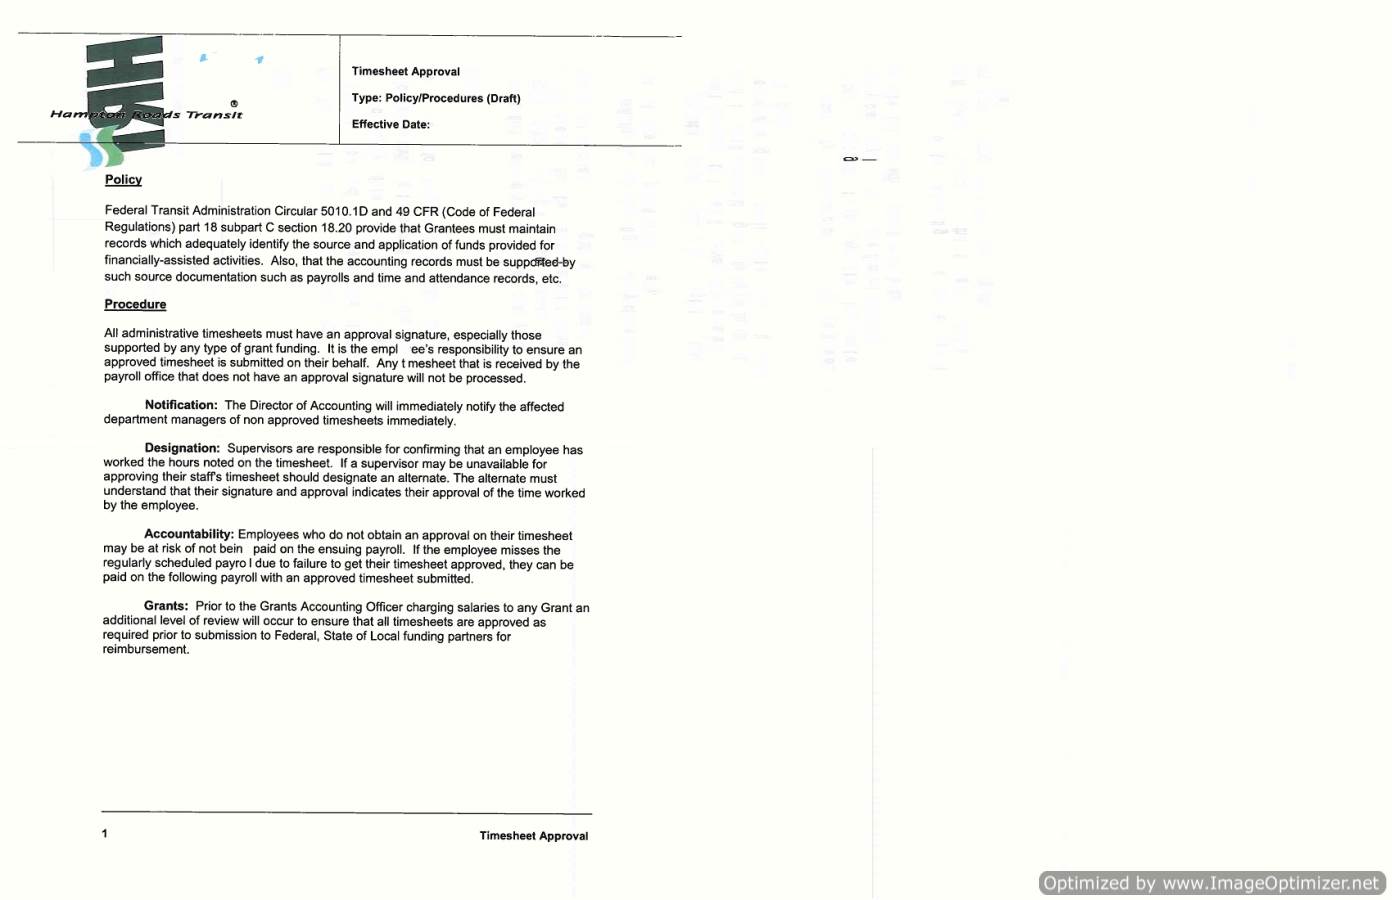 HRT
Hampton Roads Transit
®
Timesheet Approval
Type: Policy/Procedures (Draft)
Effective Date:
Policy
Federal Transit Administration Circular 5010.1D and 49 CFR (Code of Federal
Regulations) part 18 subpart C section 18.20 provide that Grantees must maintain
records which adequately identify the source and application of funds provided for
financially-assisted activities. Also, that the accounting records must be supported by
such source documentation such as payrolls and time and attendance records, etc.
Procedure
All administrative timesheets must have an approval signature, especially those
supported by any type of grant funding. It is the empl ee's responsibility to ensure an
approved timesheet is submitted on their behalf. Any t mesheet that is received by the
payroll office that does not have an approval signature will not be processed.
Notification: The Director of Accounting will immediately notify the affected
department managers of non approved timesheets immediately.
Designation: Supervisors are responsible for confirming that an employee has
worked the hours noted on the timesheet. If a supervisor may be unavailable for
approving their staff's timesheet should designate an alternate. The alternate must
understand that their signature and approval indicates their approval of the time worked
by the employee.
Accountability: Employees who do not obtain an approval on their timesheet
may be at risk of not bein paid on the ensuing payroll. If the employee misses the
regularly scheduled payro l due to failure to get their timesheet approved, they can be
paid on the following payroll with an approved timesheet submitted.
Grants: Prior to the Grants Accounting Officer charging salaries to any Grant an
additional level of review will occur to ensure that all timesheets are approved as
required prior to submission to Federal, State of Local funding partners for
reimbursement.
1
Timesheet Approval
Optimized by www.ImageOptimizer.net